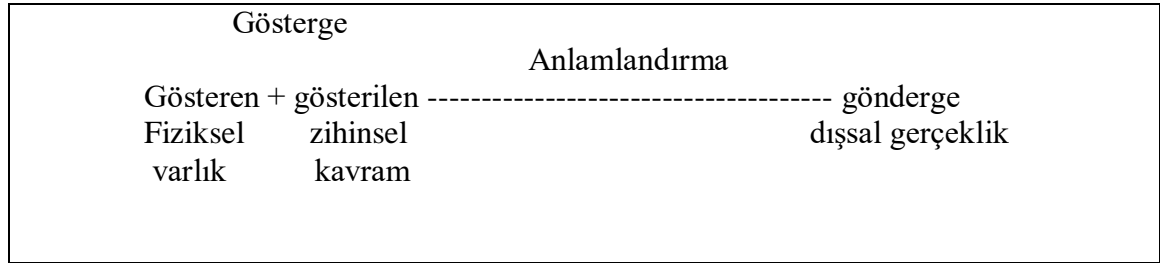 Gösterge
Anlamlandırma
Gösteren + gösterilen ------------------------------------- gönderge
Fiziksel zihinsel dışsal gerçeklik
varlık kavram